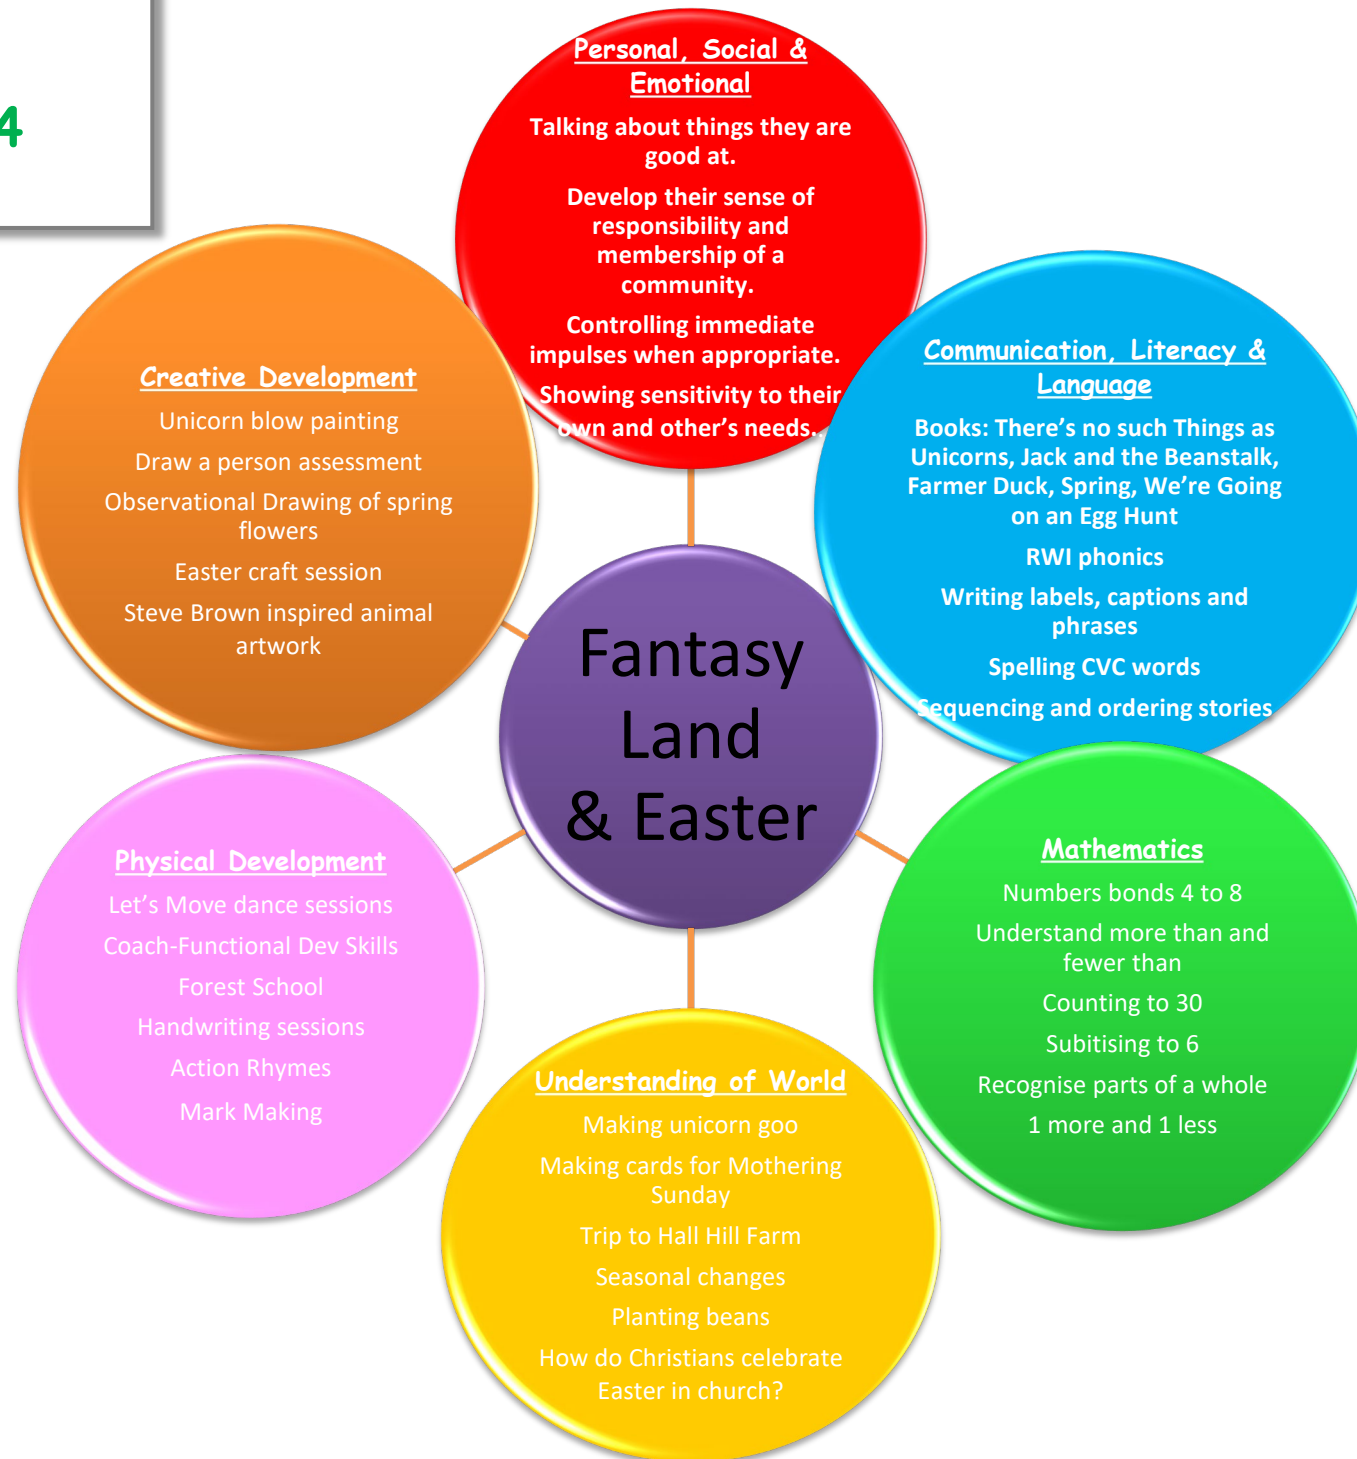 4
Personal, Social &
Emotional
Talking about things they are
good at.
Develop their sense of
responsibility and
membership of a
community.
Controlling immediate
impulses when appropriate.
Showing sensitivity to their
own and other's needs.
Communication, Literacy &
Language
Books: There's no such Things as
Unicorns, Jack and the Beanstalk,
Farmer Duck, Spring, We're Going
on an Egg Hunt
RWI phonics
Writing labels, captions and
phrases
Spelling CVC words
Sequencing and ordering stories
Creative Development
Unicorn blow painting
Draw a person assessment
Observational Drawing of spring
flowers
Easter craft session
Steve Brown inspired animal
artwork
Fantasy
Land
& Easter
Mathematics
Numbers bonds 4 to 8
Understand more than and
fewer than
Counting to 30
Subitising to 6
Recognise parts of a whole
1 more and 1 less
Physical Development
Let's Move dance sessions
Coach-Functional Dev Skills
Forest School
Handwriting sessions
Action Rhymes
Mark Making
Understanding of World
Making unicorn goo
Making cards for Mothering
Sunday
Trip to Hall Hill Farm
Seasonal changes
Planting beans
How do Christians celebrate
Easter in church?